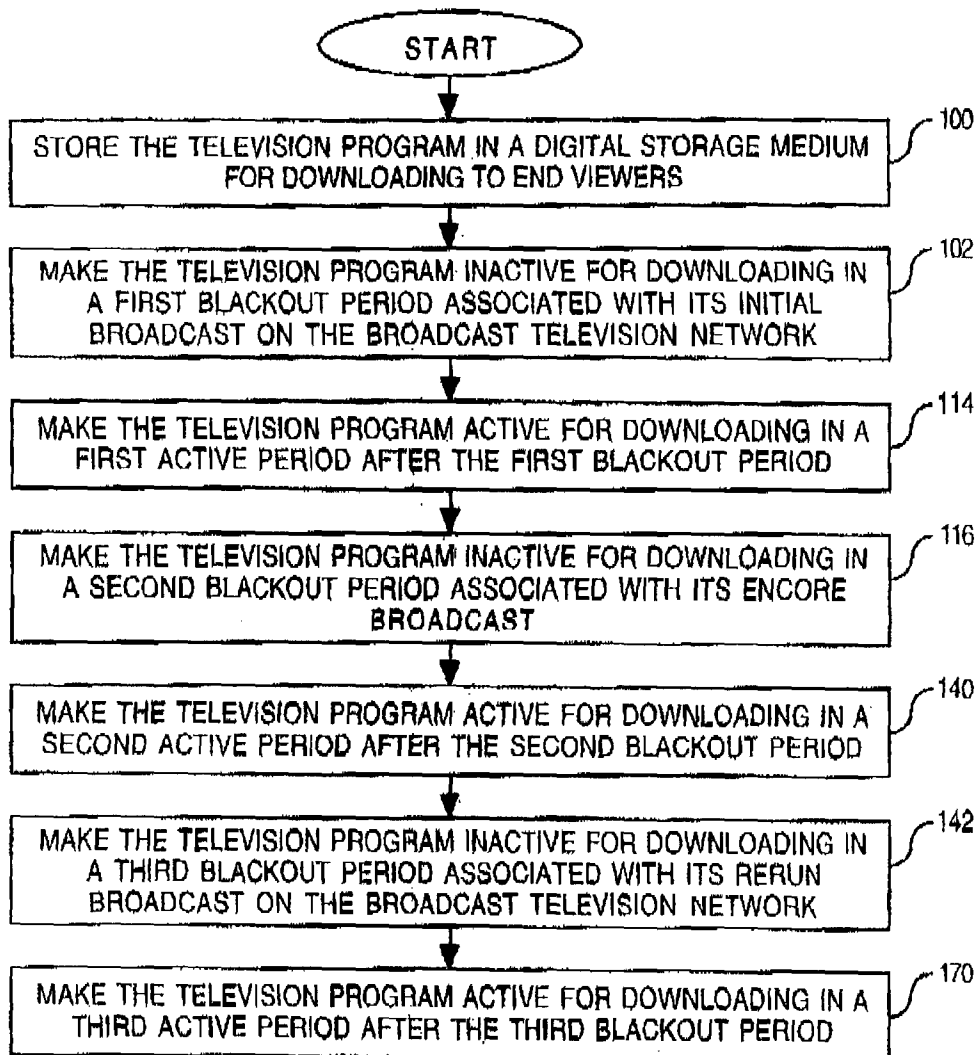 START
100
STORE THE TELEVISION PROGRAM IN A DIGITAL STORAGE MEDIUM
FOR DOWNLOADING TO END VIEWERS
102
MAKE THE TELEVISION PROGRAM INACTIVE FOR DOWNLOADING IN
A FIRST BLACKOUT PERIOD ASSOCIATED WITH ITS INITIAL
BROADCAST ON THE BROADCAST TELEVISION NETWORK
114
MAKE THE TELEVISION PROGRAM ACTIVE FOR DOWNLOADING IN A
FIRST ACTIVE PERIOD AFTER THE FIRST BLACKOUT PERIOD
116
MAKE THE TELEVISION PROGRAM INACTIVE FOR DOWNLOADING IN
A SECOND BLACKOUT PERIOD ASSOCIATED WITH ITS ENCORE
BROADCAST
140
MAKE THE TELEVISION PROGRAM ACTIVE FOR DOWNLOADING IN A
SECOND ACTIVE PERIOD AFTER THE SECOND BLACKOUT PERIOD
142
MAKE THE TELEVISION PROGRAM INACTIVE FOR DOWNLOADING IN
A THIRD BLACKOUT PERIOD ASSOCIATED WITH ITS RERUN
BROADCAST ON THE BROADCAST TELEVISION NETWORK
170
MAKE THE TELEVISION PROGRAM ACTIVE FOR DOWNLOADING IN A
THIRD ACTIVE PERIOD AFTER THE THIRD BLACKOUT PERIOD